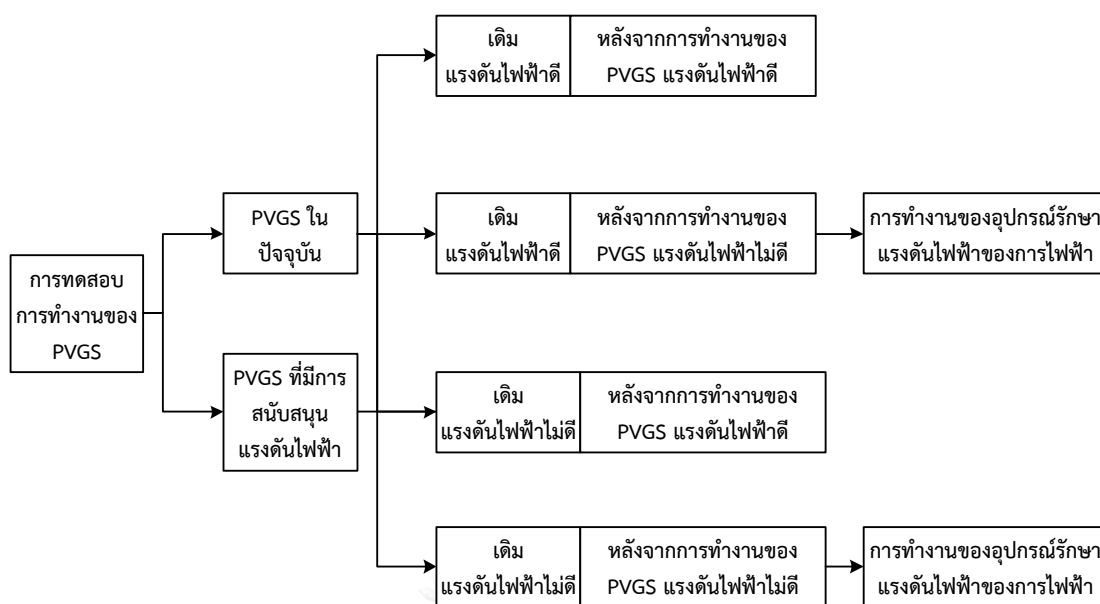 การทดสอบ
การทำงานของ
PVGS
PVGS ใน
ปัจจุบัน
PVGS ที่มีการ
สนับสนุน
แรงดันไฟฟ้า
เดิม
แรงดันไฟฟ้าดี
หลังจากการทำงานของ
PVGS แรงดันไฟฟ้าดี
เดิม
แรงดันไฟฟ้าดี
หลังจากการทำงานของ
PVGS แรงดันไฟฟ้าไม่ดี
การทำงานของอุปกรณ์รักษา
แรงดันไฟฟ้าของการไฟฟ้า
เดิม
แรงดันไฟฟ้าไม่ดี
หลังจากการทำงานของ
PVGS แรงดันไฟฟ้าดี
เดิม
แรงดันไฟฟ้าไม่ดี
หลังจากการทำงานของ
PVGS แรงดันไฟฟ้าไม่ดี
การทำงานของอุปกรณ์รักษา
แรงดันไฟฟ้าของการไฟฟ้า